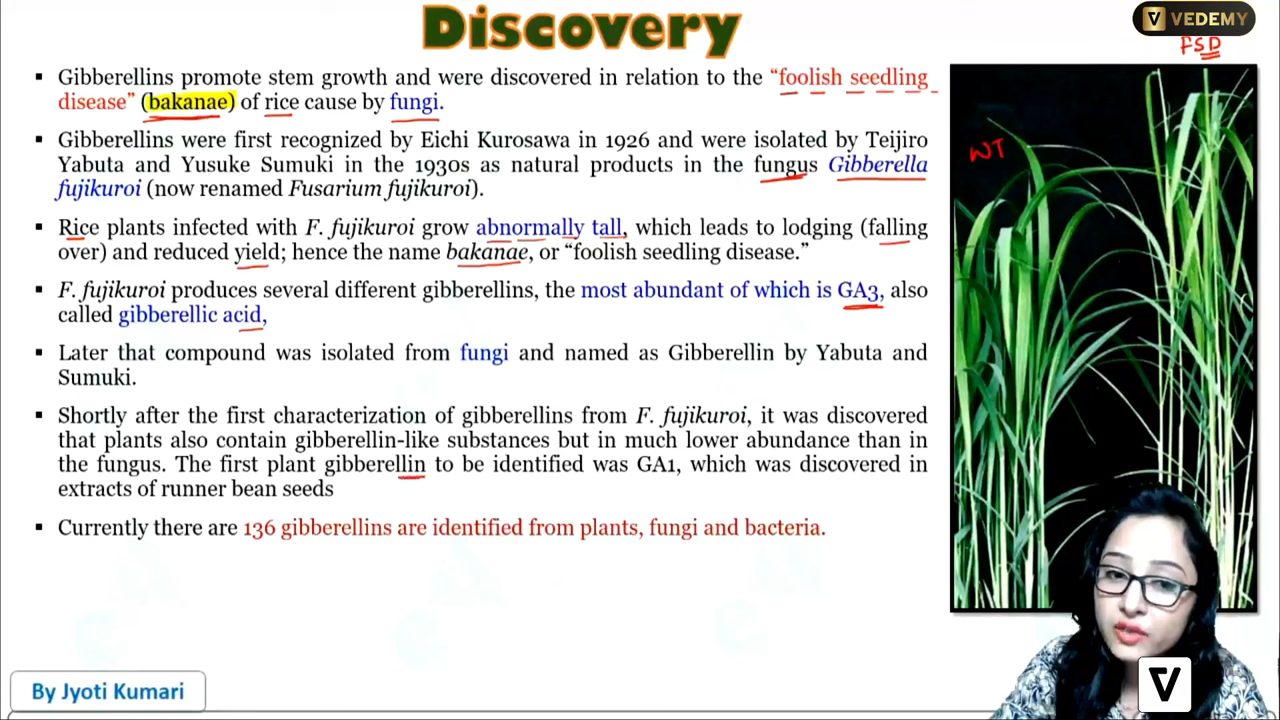 Discovery
VEDEMY
FSD
▪ Gibberellins promote stem growth and were discovered in relation to the “foolish seedling
disease” (bakanae) of rice cause by fungi.
WT
▪ Gibberellins were first recognized by Eichi Kurosawa in 1926 and were isolated by Teijiro
Yabuta and Yusuke Sumuki in the 1930s as natural products in the fungus Gibberella
fujikuroi (now renamed Fusarium fujikuroi).
▪ Rice plants infected with F. fujikuroi grow abnormally tall, which leads to lodging (falling
over) and reduced yield; hence the name bakanae, or “foolish seedling disease.”
▪ F. fujikuroi produces several different gibberellins, the most abundant of which is GA3, also
called gibberellic acid,
▪ Later that compound was isolated from fungi and named as Gibberellin by Yabuta and
Sumuki.
▪ Shortly after the first characterization of gibberellins from F. fujikuroi, it was discovered
that plants also contain gibberellin-like substances but in much lower abundance than in
the fungus. The first plant gibberellin to be identified was GA1, which was discovered in
extracts of runner bean seeds
▪ Currently there are 136 gibberellins are identified from plants, fungi and bacteria.
By Jyoti Kumari